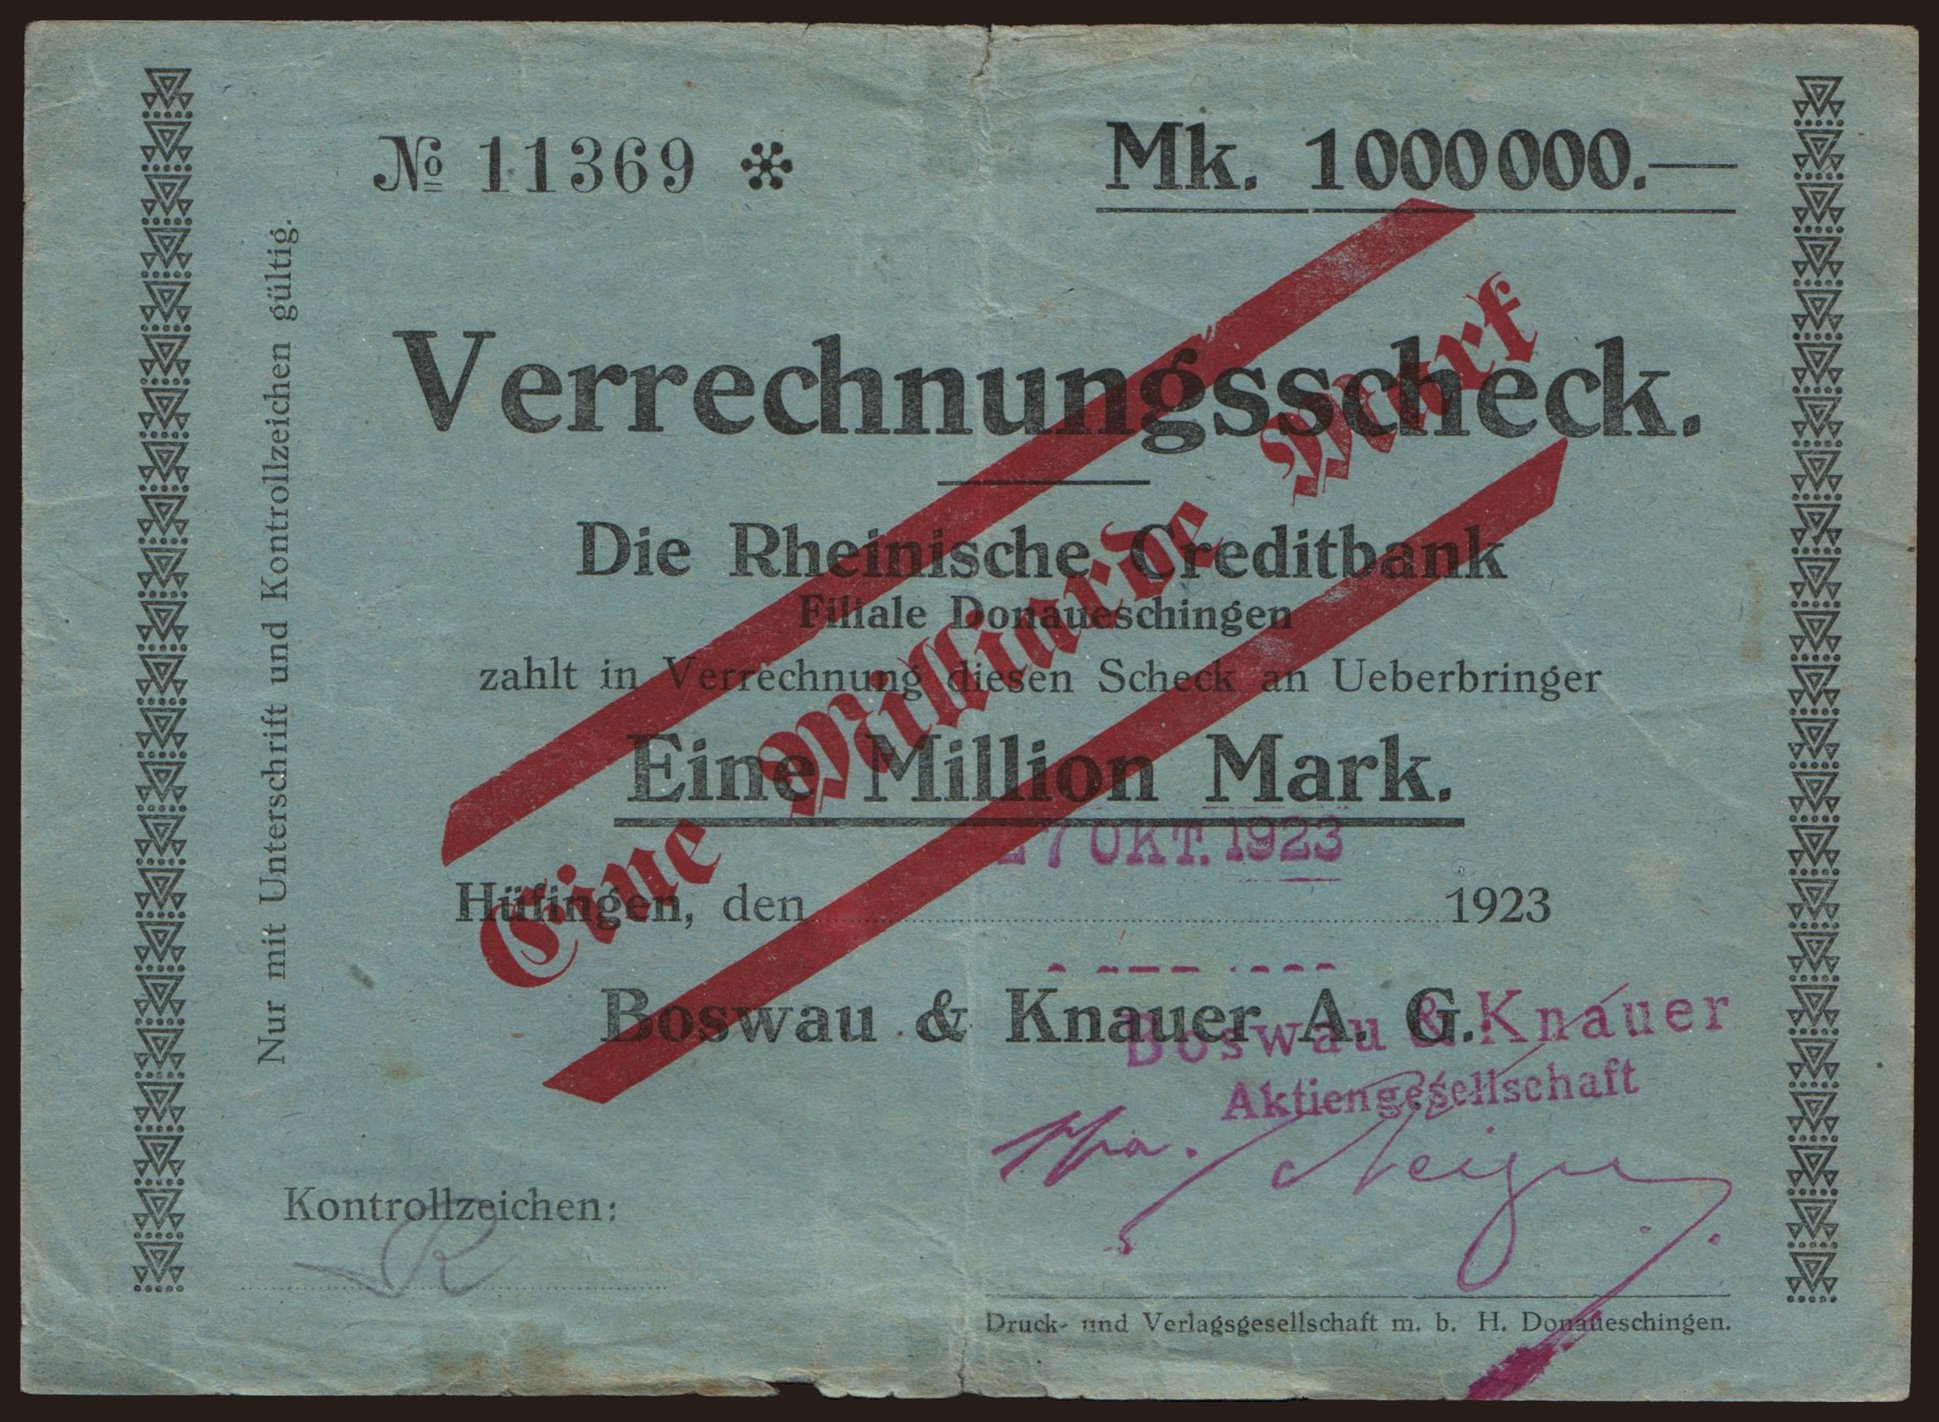 № 11369
Mk. 1000000.—
Nur mit Unterschrift und Kontrollzeichen gültig.
Verrechnungsscheck.
Die Rheinische Creditbank
Filiale Donaueschingen
zahlt in Verrechnung diesen Scheck an Ueberbringer
Eine Million Mark.
Eine Milliarde Mark
27 OKT. 1923
Hüfingen, den 1923
Boswau & Knauer A. G.
Boswau & Knauer
Aktiengesellschaft
ppa.
Kontrollzeichen:
Druck- und Verlagsgesellschaft m. b. H. Donaueschingen.